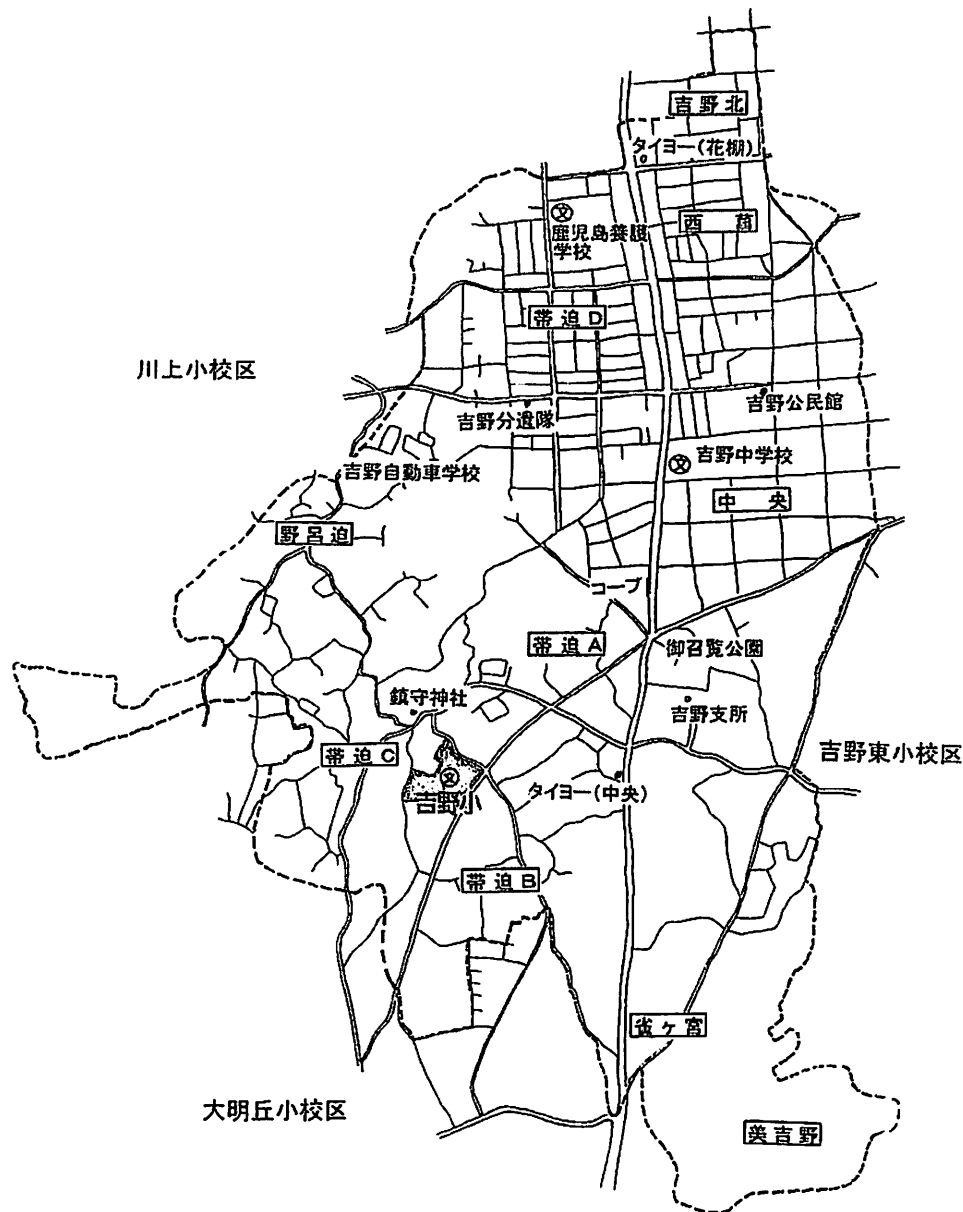 吉野北
タイヨー(花棚)
文
鹿児島養護
学校
西菖
帯迫D
川上小校区
吉野公民館
吉野分遣隊
吉野自動車学校
文
吉野中学校
中央
野呂迫
コープ
帯迫A
御召覧公園
鎮守神社
吉野支所
帯迫C
吉野東小校区
文
吉野小
タイヨー(中央)
帯迫B
雀ヶ宮
大明丘小校区
美吉野